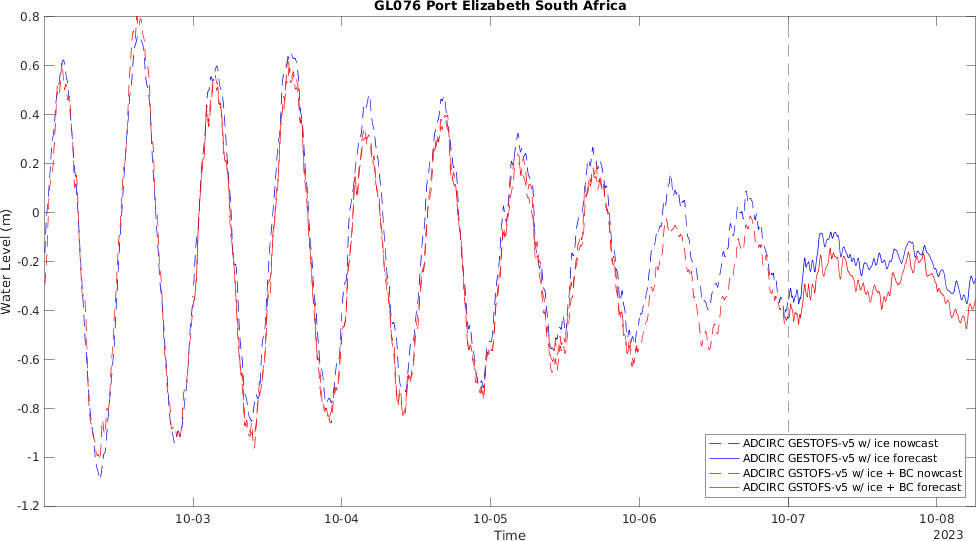 GL076 Port Elizabeth South Africa
0.8
0.6
0.4
0.2
0
-0.2
-0.4
-0.6
-0.8
-1
-1.2
Water Level (m)
ADCIRC GESTOFS-v5 w/ ice nowcast
ADCIRC GESTOFS-v5 w/ ice forecast
ADCIRC GSTOFS-v5 w/ ice + BC nowcast
ADCIRC GSTOFS-v5 w/ ice + BC forecast
10-03 10-04 10-05 10-06 10-07 10-08
Time
2023